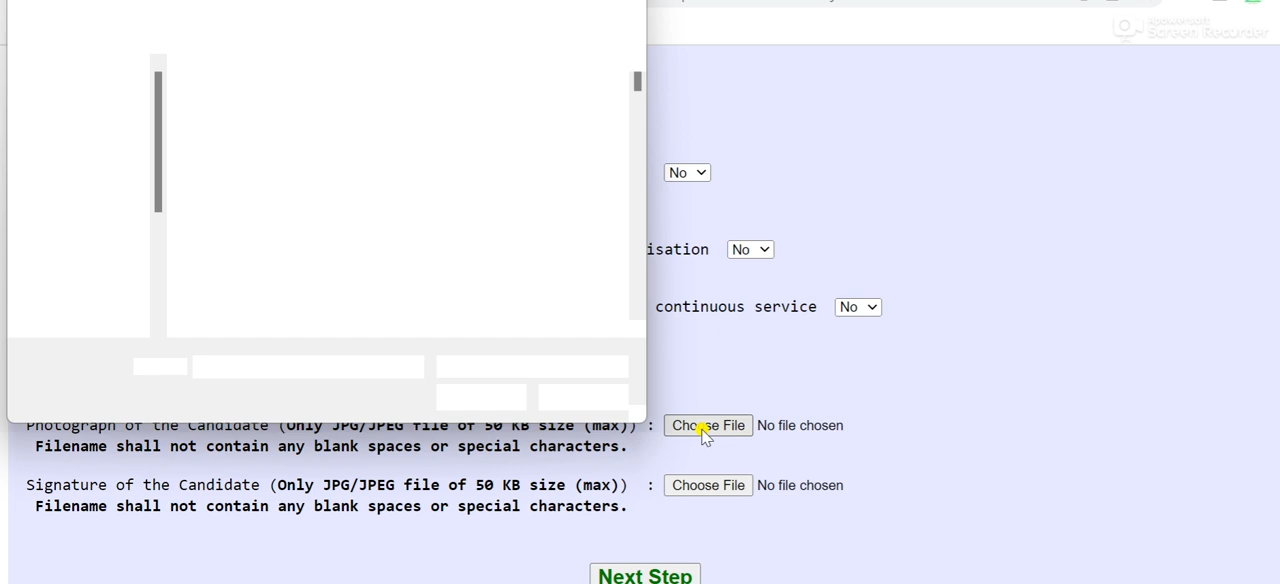 Apowersoft
Screen Recorder
No
isation No
continuous service No
Photograph of the Candidate (Only JPG/JPEG file of 50 KB size (max)) : Choose File No file chosen
Filename shall not contain any blank spaces or special characters.
Signature of the Candidate (Only JPG/JPEG file of 50 KB size (max)) : Choose File No file chosen
Filename shall not contain any blank spaces or special characters.
Next Step